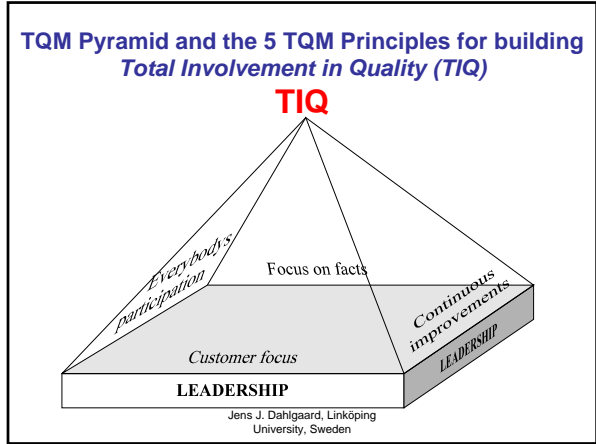 TQM Pyramid and the 5 TQM Principles for building
Total Involvement in Quality (TIQ)
TIQ
Everybodys
participation
Focus on facts
Continuous
improvements
Customer focus
LEADERSHIP
LEADERSHIP
Jens J. Dahlgaard, Linköping
University, Sweden